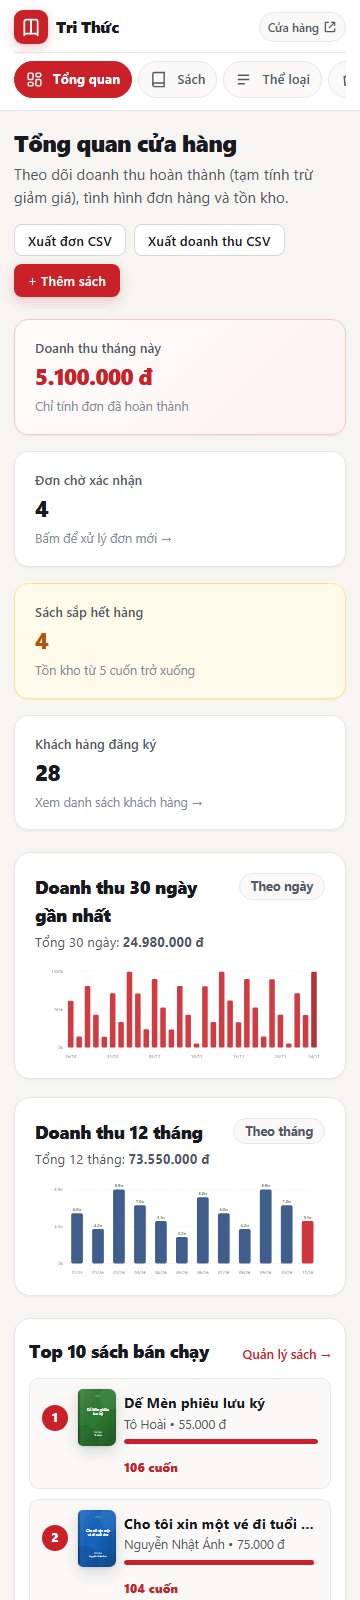 Tri Thức
Cửa hàng
Tổng quan
Sách
Thể loại
Tổng quan cửa hàng
Theo dõi doanh thu hoàn thành (tạm tính trừ
giảm giá), tình hình đơn hàng và tồn kho.
Xuất đơn CSV
Xuất doanh thu CSV
+ Thêm sách
Doanh thu tháng này
5.100.000 đ
Chỉ tính đơn đã hoàn thành
Đơn chờ xác nhận
4
Bấm để xử lý đơn mới →
Sách sắp hết hàng
4
Tồn kho từ 5 cuốn trở xuống
Khách hàng đăng ký
28
Xem danh sách khách hàng →
Doanh thu 30 ngày
gần nhất
Theo ngày
Tổng 30 ngày: 24.980.000 đ
Doanh thu 12 tháng
Theo tháng
Tổng 12 tháng: 73.550.000 đ
Top 10 sách bán chạy
Quản lý sách →
1
Dế Mèn phiêu lưu ký
Tô Hoài • 55.000 đ
106 cuốn
2
Cho tôi xin một vé đi tuổi ...
Nguyễn Nhật Ánh • 75.000 đ
104 cuốn